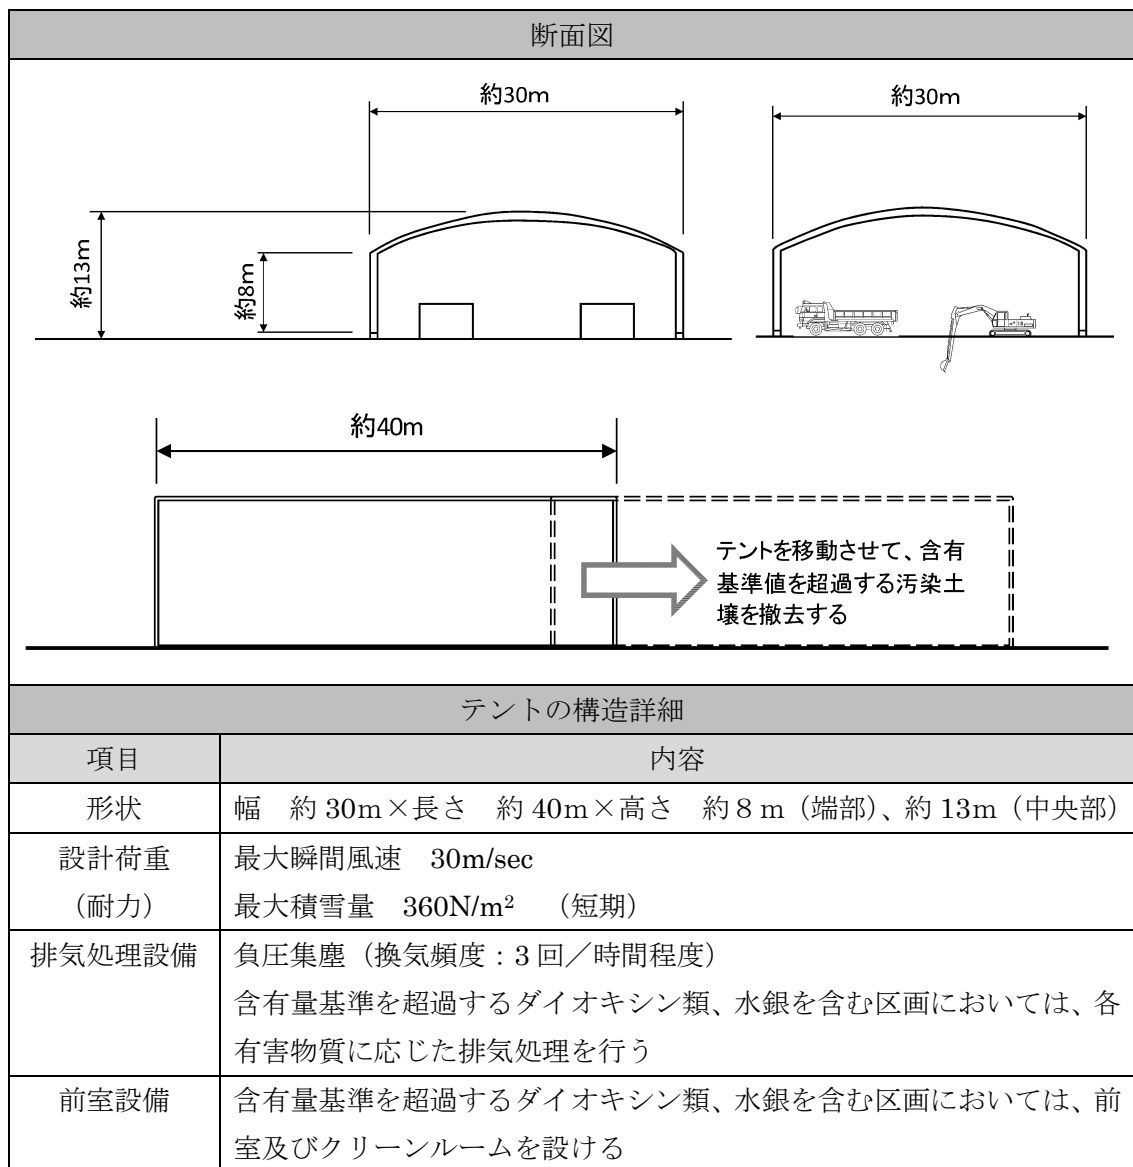 断面図
約30m
約30m
約13m
約8m
約40m
テントを移動させて、含有
基準値を超過する汚染土
壌を撤去する
テントの構造詳細
項目
内容
形状
幅　約 30m×長さ　約 40m×高さ　約８ｍ（端部）、約 13m（中央部）
設計荷重
（耐力）
最大瞬間風速　30m/sec
最大積雪量　360N/m²　（短期）
排気処理設備
負圧集塵（換気頻度：3 回／時間程度）
含有量基準を超過するダイオキシン類、水銀を含む区画においては、各
有害物質に応じた排気処理を行う
前室設備
含有量基準を超過するダイオキシン類、水銀を含む区画においては、前
室及びクリーンルームを設ける